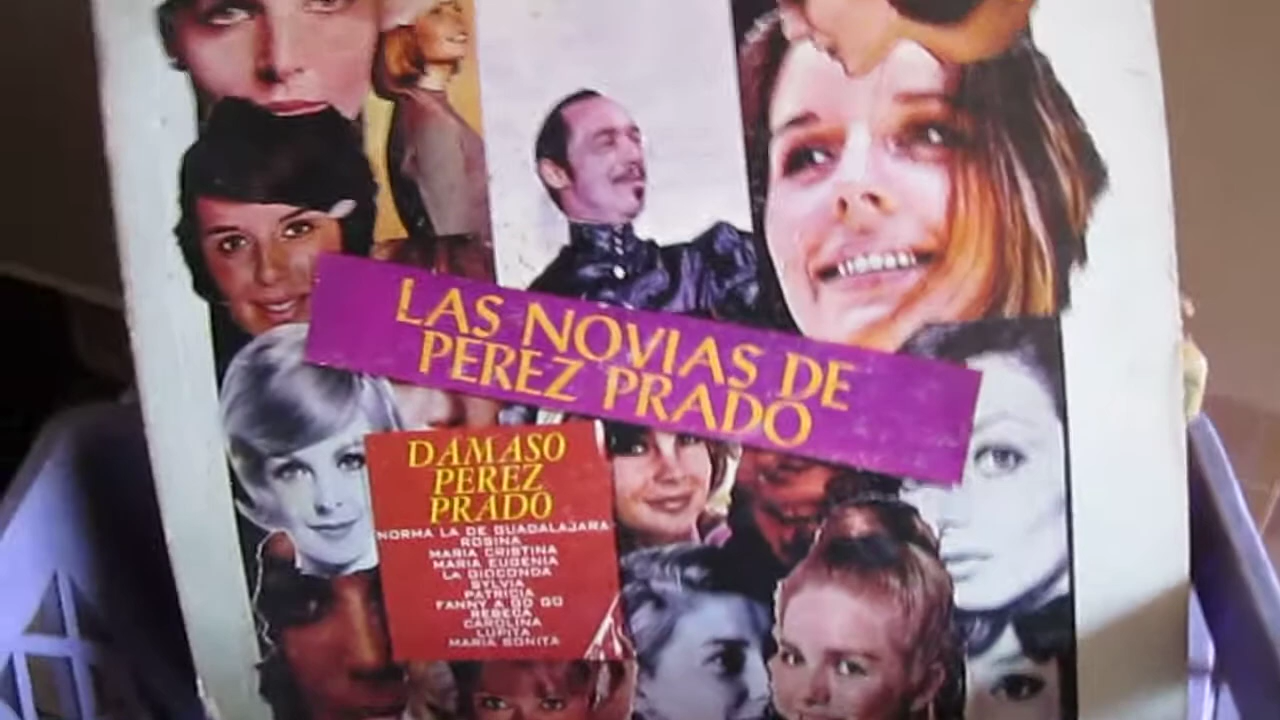 LAS NOVIAS DE
PEREZ PRADO
DAMASO
PEREZ
PRADO
NORMA LA DE GUADALAJARA
ROSINA
MARIA CRISTINA
MARIA EUGENIA
LA GIOCONDA
SYLVIA
PATRICIA
FANNY A GO GO
REBECA
CAROLINA
LUPITA
MARIA BONITA